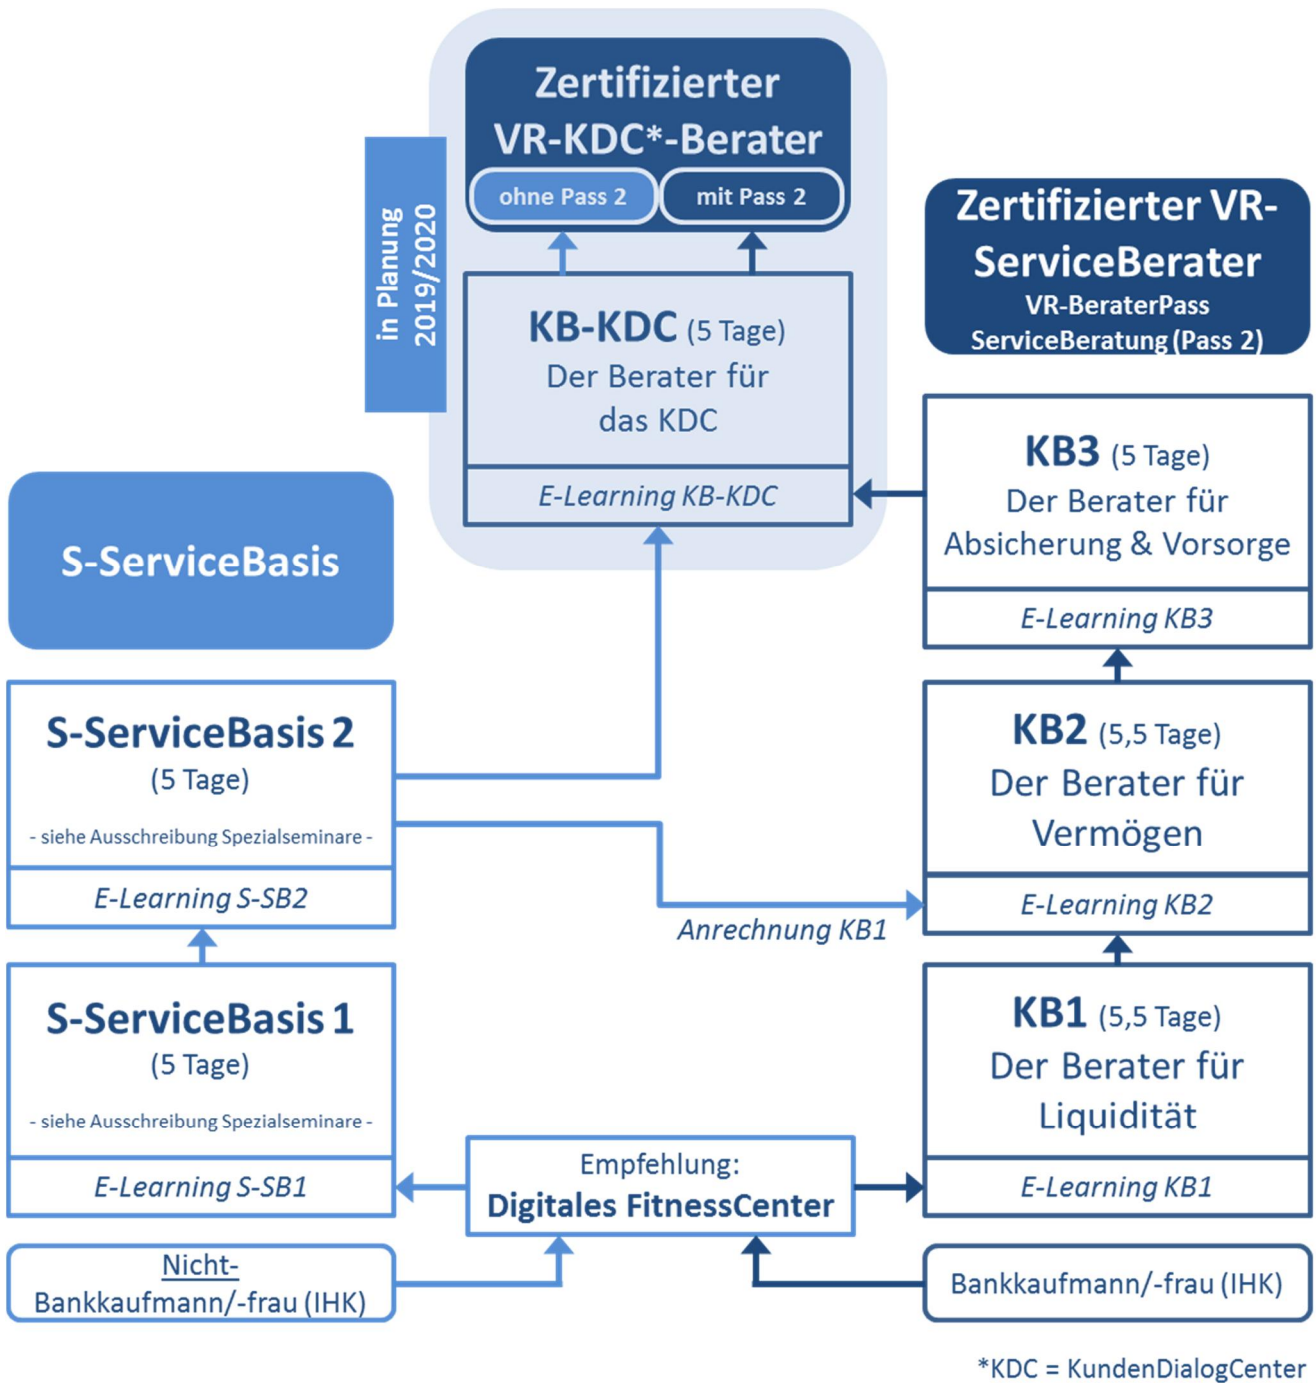 Zertifizierter
VR-KDC*-Berater
ohne Pass 2
mit Pass 2
in Planung
2019/2020
KB-KDC (5 Tage)
Der Berater für
das KDC
E-Learning KB-KDC
Zertifizierter VR-
ServiceBerater
VR-BeraterPass
ServiceBeratung (Pass 2)
KB3 (5 Tage)
Der Berater für
Absicherung & Vorsorge
E-Learning KB3
S-ServiceBasis
S-ServiceBasis 2
(5 Tage)
- siehe Ausschreibung Spezialseminare -
E-Learning S-SB2
KB2 (5,5 Tage)
Der Berater für
Vermögen
E-Learning KB2
Anrechnung KB1
S-ServiceBasis 1
(5 Tage)
- siehe Ausschreibung Spezialseminare -
E-Learning S-SB1
KB1 (5,5 Tage)
Der Berater für
Liquidität
E-Learning KB1
Empfehlung:
Digitales FitnessCenter
Nicht-
Bankkaufmann/-frau (IHK)
Bankkaufmann/-frau (IHK)
*KDC = KundenDialogCenter